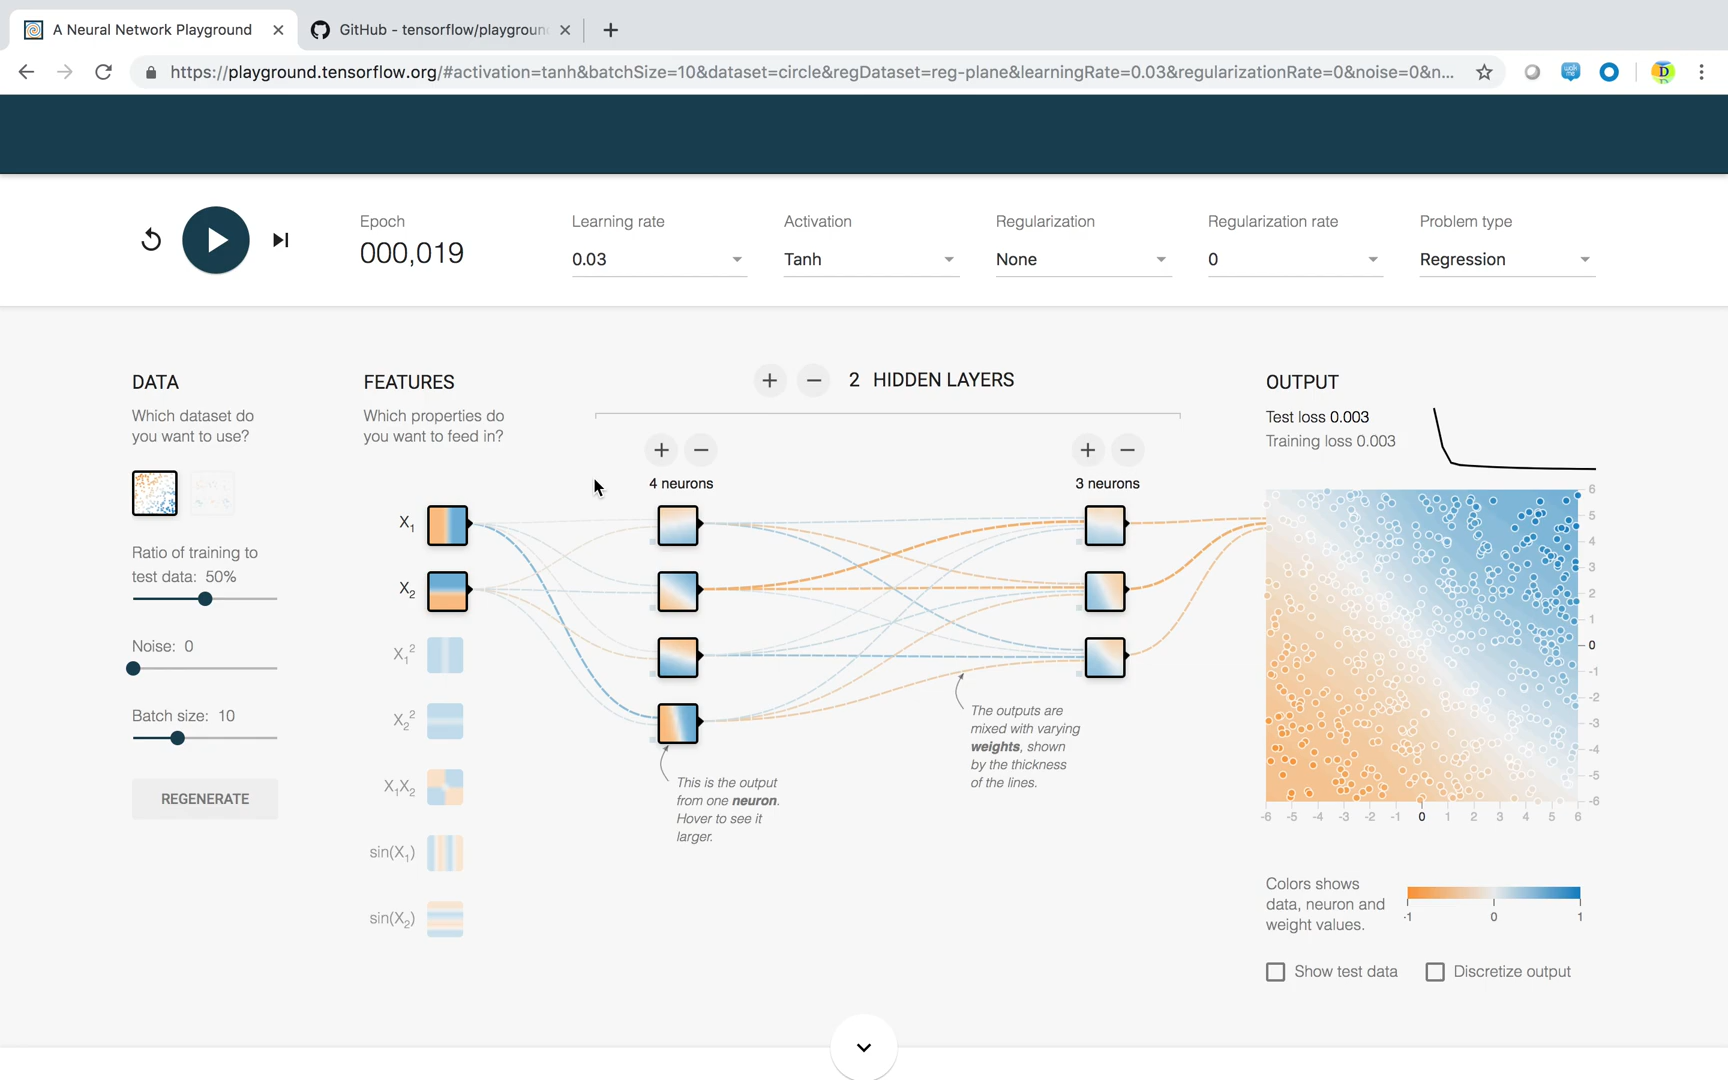 A Neural Network Playground
GitHub - tensorflow/playgroun
https://playground.tensorflow.org/#activation=tanh&batchSize=10&dataset=circle&regDataset=reg-plane&learningRate=0.03&regularizationRate=0&noise=0&n...
Epoch
000,019
Learning rate
0.03
Activation
Tanh
Regularization
None
Regularization rate
0
Problem type
Regression
DATA
Which dataset do
you want to use?
Ratio of training to
test data: 50%
Noise: 0
Batch size: 10
REGENERATE
FEATURES
Which properties do
you want to feed in?
X1
X2
X1²
X2²
X1X2
sin(X1)
sin(X2)
2 HIDDEN LAYERS
4 neurons
3 neurons
This is the output
from one neuron.
Hover to see it
larger.
The outputs are
mixed with varying
weights, shown
by the thickness
of the lines.
OUTPUT
Test loss 0.003
Training loss 0.003
6
5
4
3
2
1
0
-1
-2
-3
-4
-5
-6
-6 -5 -4 -3 -2 -1 0 1 2 3 4 5 6
Colors shows
data, neuron and
weight values.
-1 0 1
Show test data
Discretize output